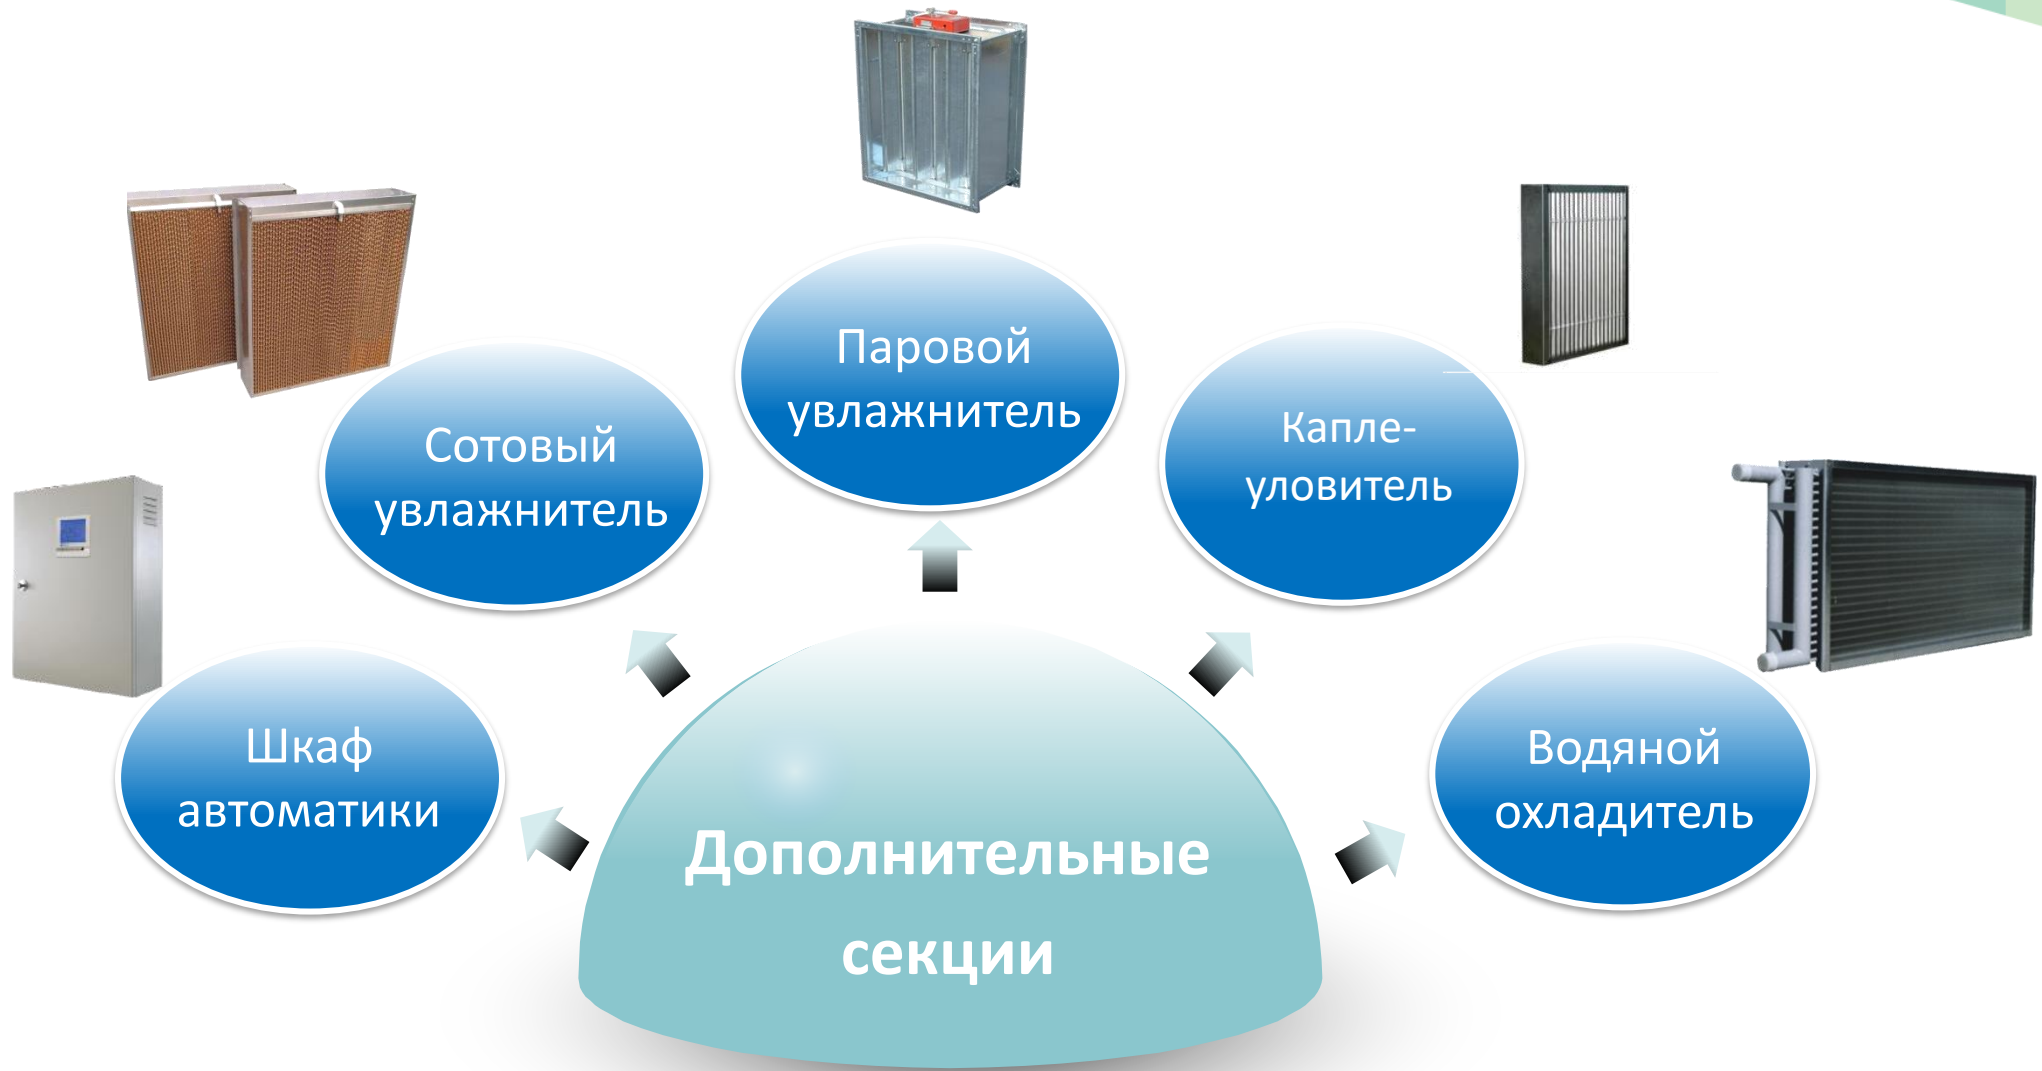 Паровой
увлажнитель
Сотовый
увлажнитель
Капле-
уловитель
Шкаф
автоматики
Водяной
охладитель
Дополнительные
секции